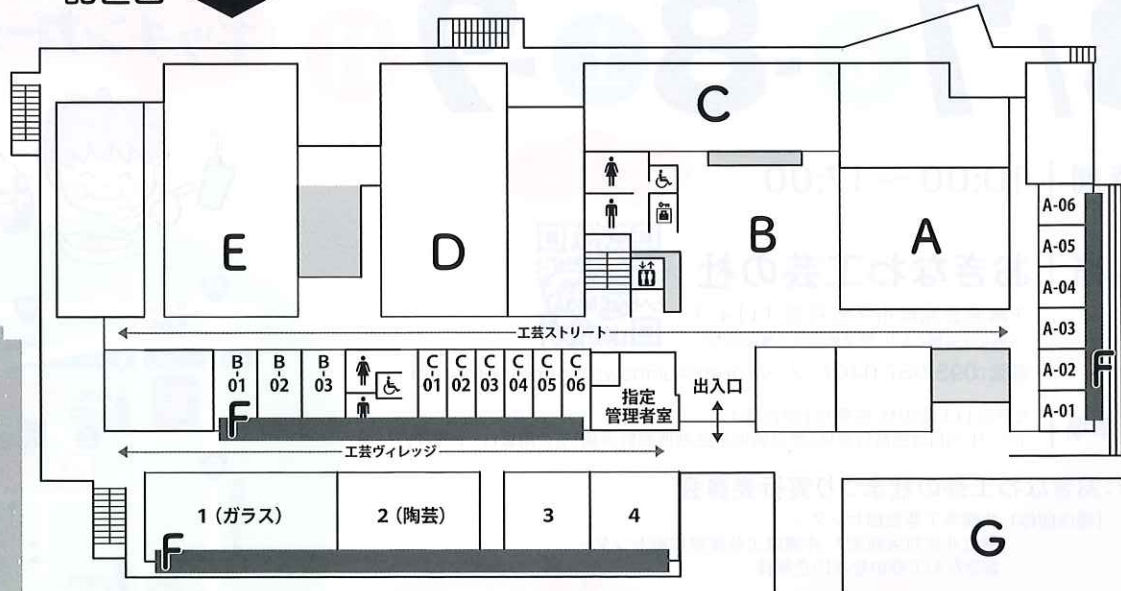 C
E
D
B
A
A-06
A-05
A-04
A-03
A-02
A-01
F
工芸ストリート
B-01
B-02
B-03
C-01
C-02
C-03
C-04
C-05
C-06
指定
管理者室
出入口
F
工芸ヴィレッジ
1（ガラス）
2（陶芸）
3
4
F
G